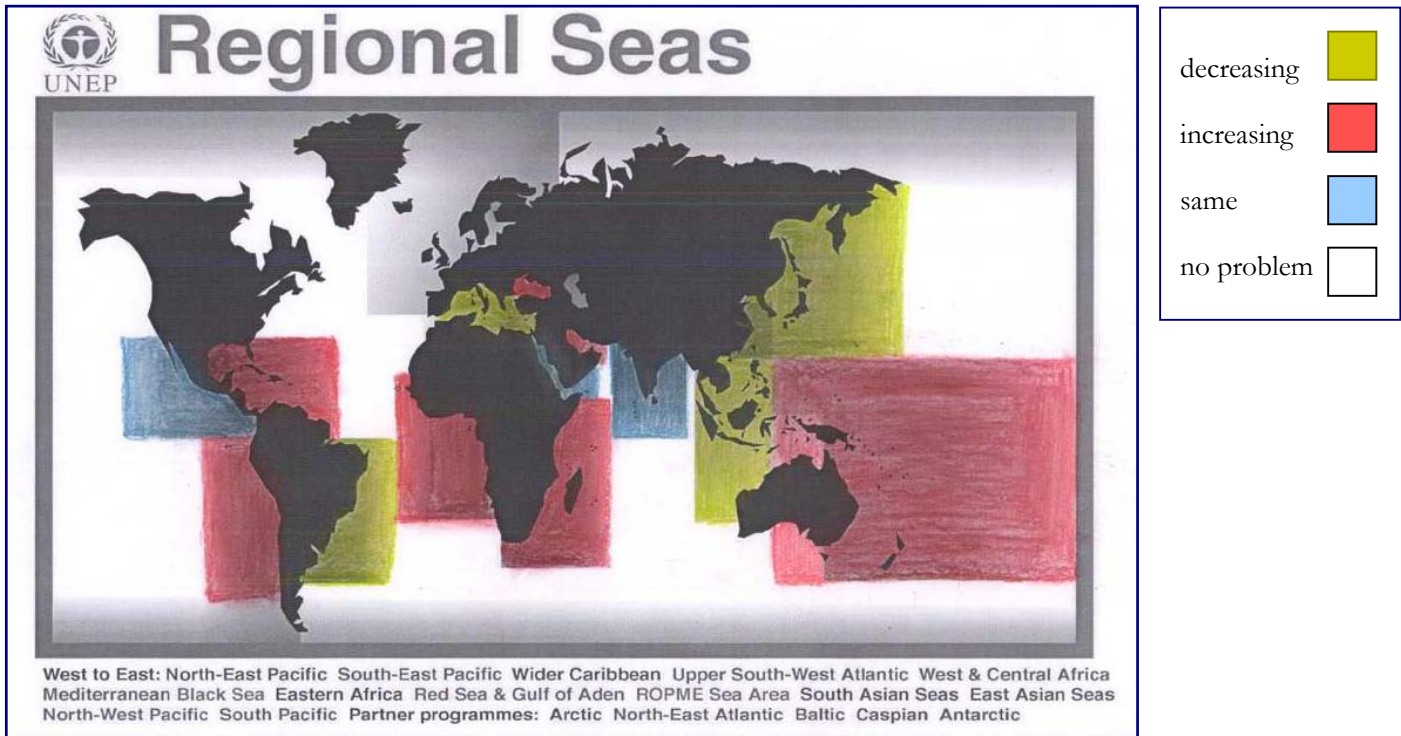 Regional Seas
UNEP
West to East: North-East Pacific South-East Pacific Wider Caribbean Upper South-West Atlantic West & Central Africa
Mediterranean Black Sea Eastern Africa Red Sea & Gulf of Aden ROPME Sea Area South Asian Seas East Asian Seas
North-West Pacific South Pacific Partner programmes: Arctic North-East Atlantic Baltic Caspian Antarctic
decreasing
increasing
same
no problem